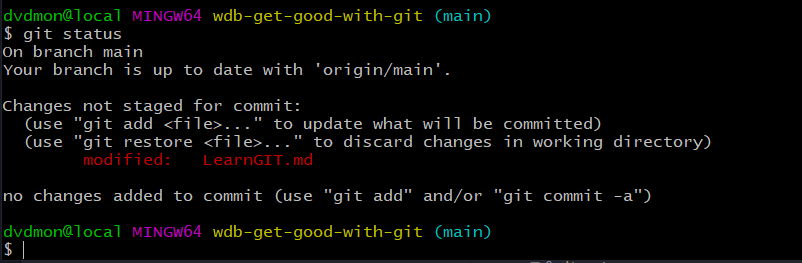 dvdmon@local MINGW64 wdb-get-good-with-git (main)
$ git status
On branch main
Your branch is up to date with 'origin/main'.
Changes not staged for commit:
(use "git add <file>..." to update what will be committed)
(use "git restore <file>..." to discard changes in working directory)
modified: LearnGIT.md
no changes added to commit (use "git add" and/or "git commit -a")
dvdmon@local MINGW64 wdb-get-good-with-git (main)
$